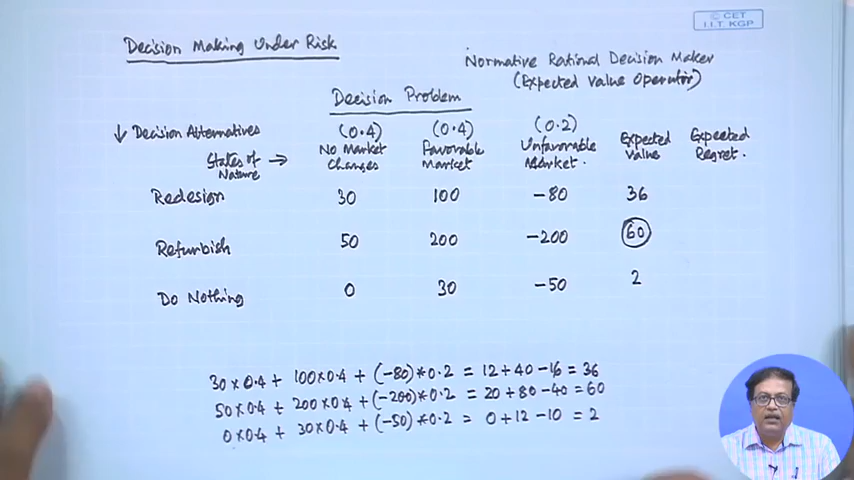 © CET
I.I.T. KGP
Decision Making Under Risk
Normative Rational Decision Maker
(Expected Value Operator)
Decision Problem
↓ Decision Alternatives (0.4) (0.4) (0.2)
States of Nature → No Market Changes Favorable Market Unfavorable Market. Expected Value Expected Regret.
Redesign 30 100 -80 36
Refurbish 50 200 -200 60
Do Nothing 0 30 -50 2
30×0.4 + 100×0.4 + (-80)*0.2 = 12+40-16 = 36
50×0.4 + 200×0.4 + (-200)*0.2 = 20+80-40 = 60
0×0.4 + 30×0.4 + (-50)*0.2 = 0+12-10 = 2